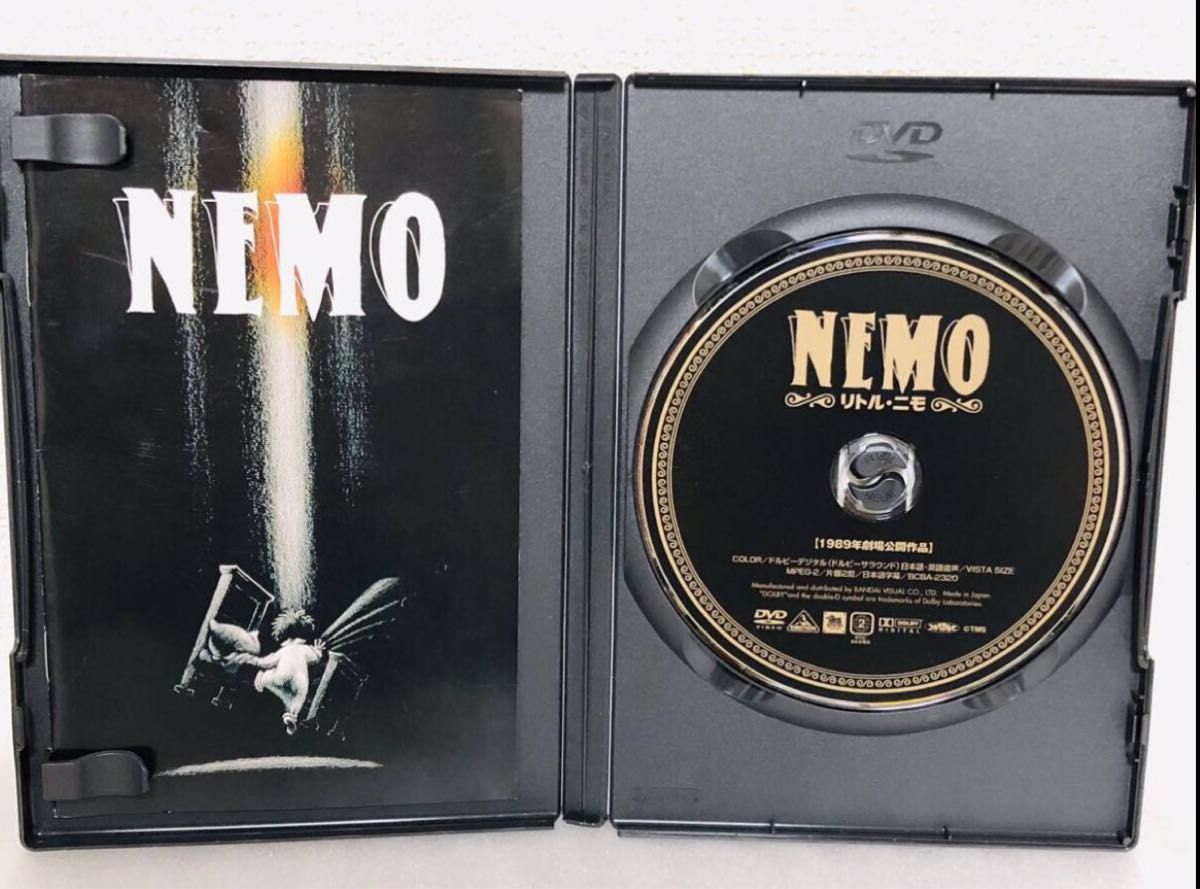 NEMO
DVD
NEMO
リトル・ニモ
【1989年劇場公開作品】
COLOR／ドルビーデジタル（ドルビーサラウンド）日本語・英語音声／VISTA SIZE
MPEG-2／片面2層／日本語字幕／BCBA-2320
Manufactured and distributed by BANDAI VISUAL CO., LTD. Made in Japan.
"DOLBY"and the double-D symbol are trademarks of Dolby Laboratories.
DVD VIDEO 2 DOLBY DIGITAL ©TMS